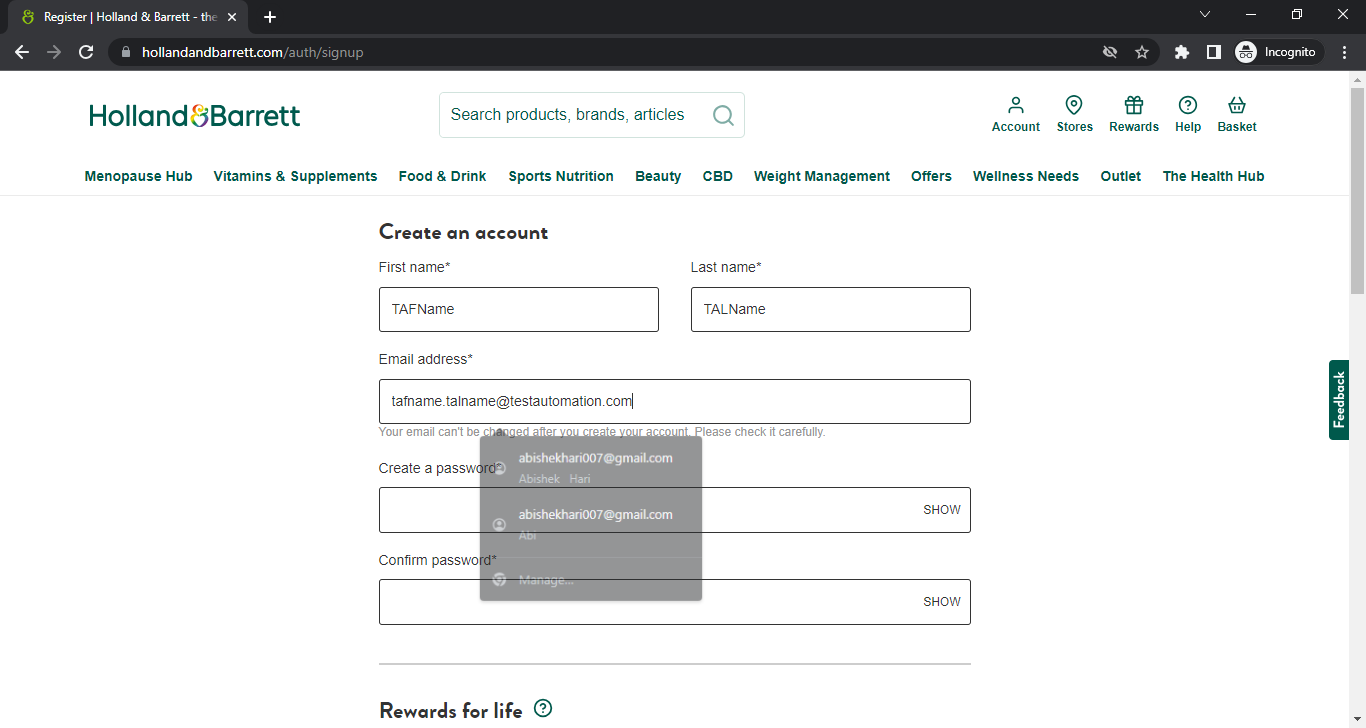 Register | Holland & Barrett - the
hollandandbarrett.com/auth/signup
Incognito
Holland&Barrett
Search products, brands, articles
Account
Stores
Rewards
Help
Basket
Menopause Hub
Vitamins & Supplements
Food & Drink
Sports Nutrition
Beauty
CBD
Weight Management
Offers
Wellness Needs
Outlet
The Health Hub
Create an account
First name*
Last name*
TAFName
TALName
Email address*
tafname.talname@testautomation.com
Your email can't be changed after you create your account. Please check it carefully.
abishekhari007@gmail.com
Abishek Hari
Create a password*
SHOW
abishekhari007@gmail.com
Abi
Confirm password*
Manage...
SHOW
Rewards for life
Feedback